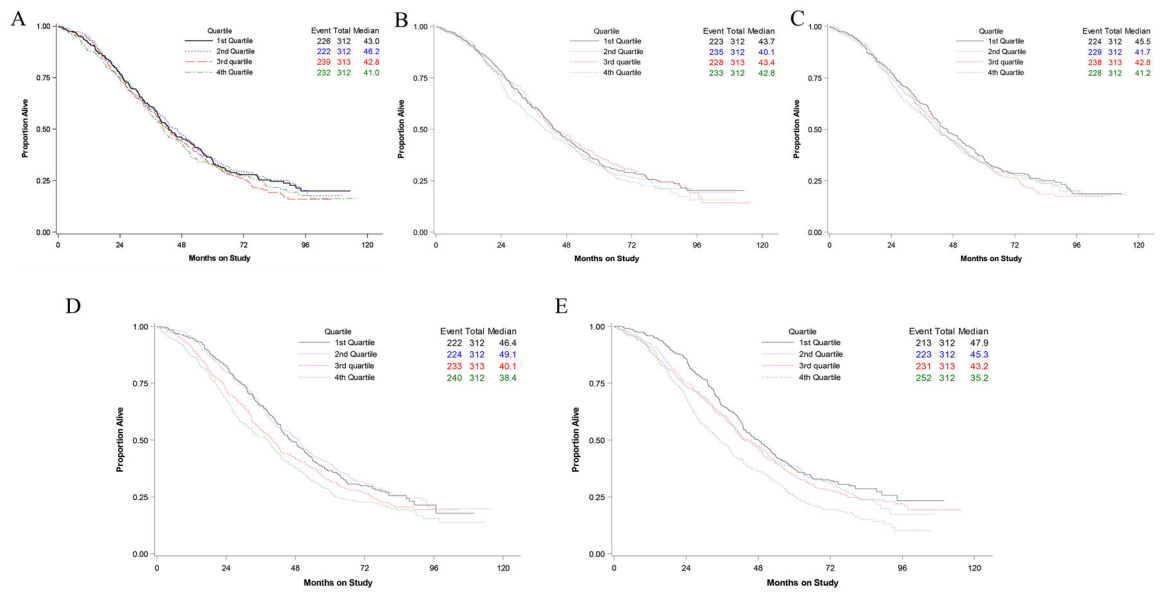 A
Quartile Event Total Median
1st Quartile 226 312 43.0
2nd Quartile 222 312 46.2
3rd quartile 239 313 42.8
4th Quartile 232 312 41.0
1.00
0.75
0.50
0.25
0.00
Proportion Alive
0 24 48 72 96 120
Months on Study
B
Quartile Event Total Median
1st Quartile 223 312 43.7
2nd Quartile 235 312 40.1
3rd quartile 228 313 43.4
4th Quartile 233 312 42.8
1.00
0.75
0.50
0.25
0.00
Proportion Alive
0 24 48 72 96 120
Months on Study
C
Quartile Event Total Median
1st Quartile 224 312 45.5
2nd Quartile 229 312 41.7
3rd quartile 238 313 42.8
4th Quartile 228 312 41.2
1.00
0.75
0.50
0.25
0.00
Proportion Alive
0 24 48 72 96 120
Months on Study
D
Quartile Event Total Median
1st Quartile 222 312 46.4
2nd Quartile 224 312 49.1
3rd quartile 233 313 40.1
4th Quartile 240 312 38.4
1.00
0.75
0.50
0.25
0.00
Proportion Alive
0 24 48 72 96 120
Months on Study
E
Quartile Event Total Median
1st Quartile 213 312 47.9
2nd Quartile 223 312 45.3
3rd quartile 231 313 43.2
4th Quartile 252 312 35.2
1.00
0.75
0.50
0.25
0.00
Proportion Alive
0 24 48 72 96 120
Months on Study